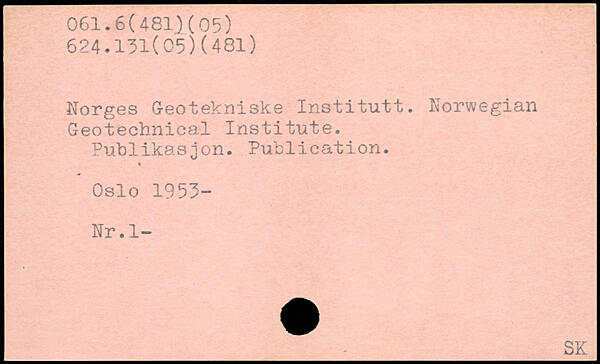 061.6(481)(05)
624.131(05)(481)
Norges Geotekniske Institutt. Norwegian
Geotechnical Institute.
Publikasjon. Publication.
Oslo 1953-
Nr.1-
SK